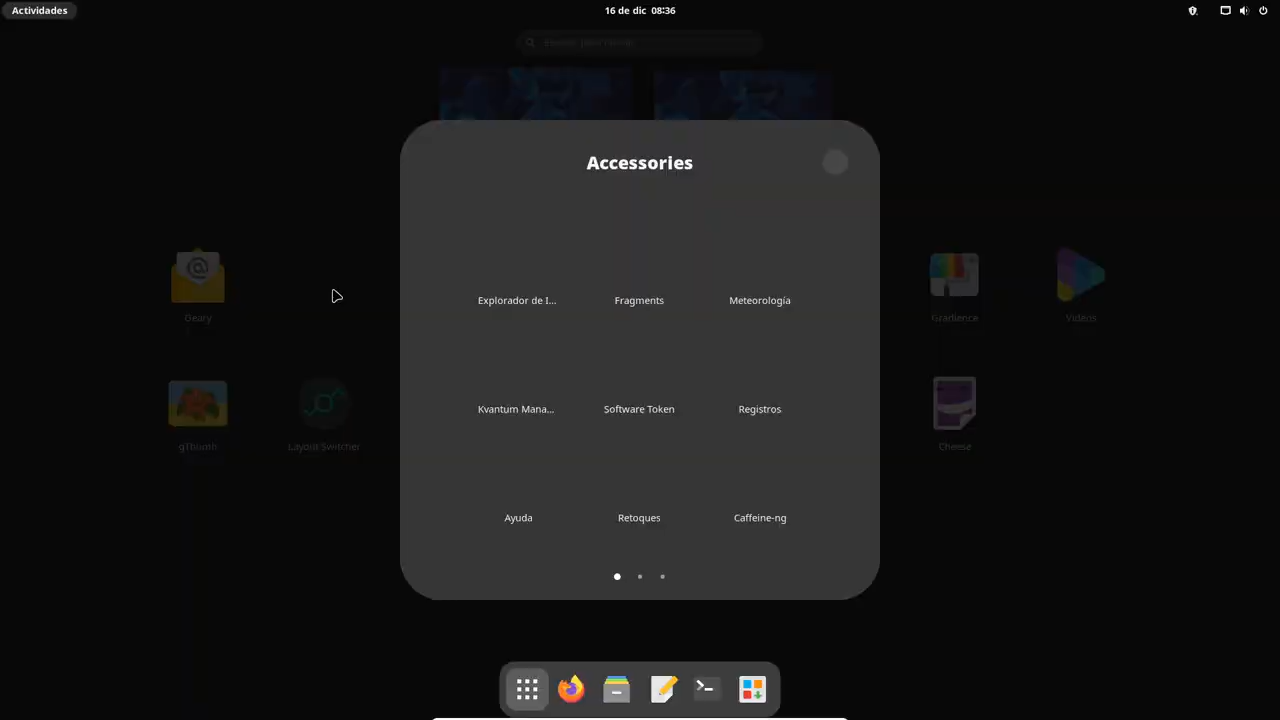 Actividades
16 de dic 08:36
Accessories
Explorador de I...
Fragments
Meteorología
Geary
Gradience
Videos
Kvantum Mana...
Software Token
Registros
gThumb
Layout Switcher
Cheese
Ayuda
Retoques
Caffeine-ng